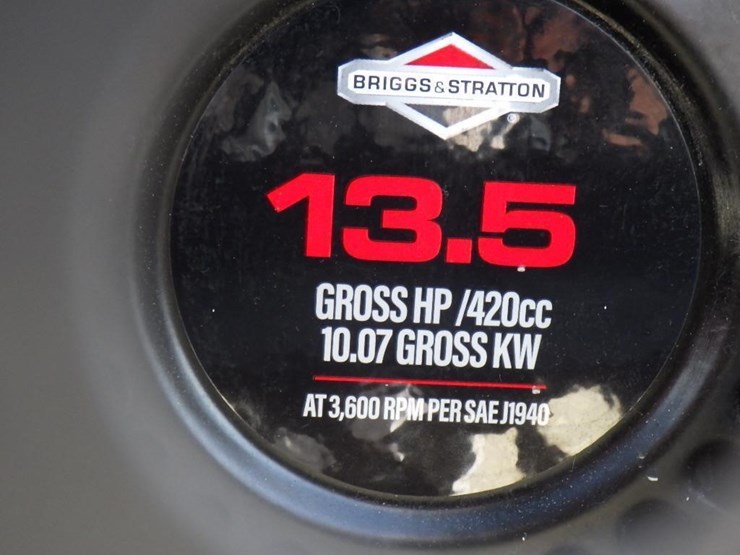 BRIGGS&STRATTON
®
13.5
GROSS HP /420cc
10.07 GROSS KW
AT 3,600 RPM PER SAE J1940